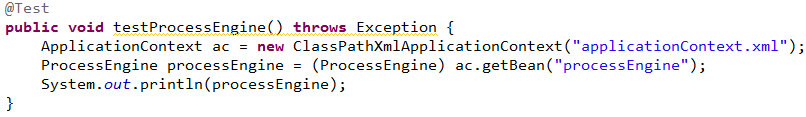 @Test
public void testProcessEngine() throws Exception {
    ApplicationContext ac = new ClassPathXmlApplicationContext("applicationContext.xml");
    ProcessEngine processEngine = (ProcessEngine) ac.getBean("processEngine");
    System.out.println(processEngine);
}